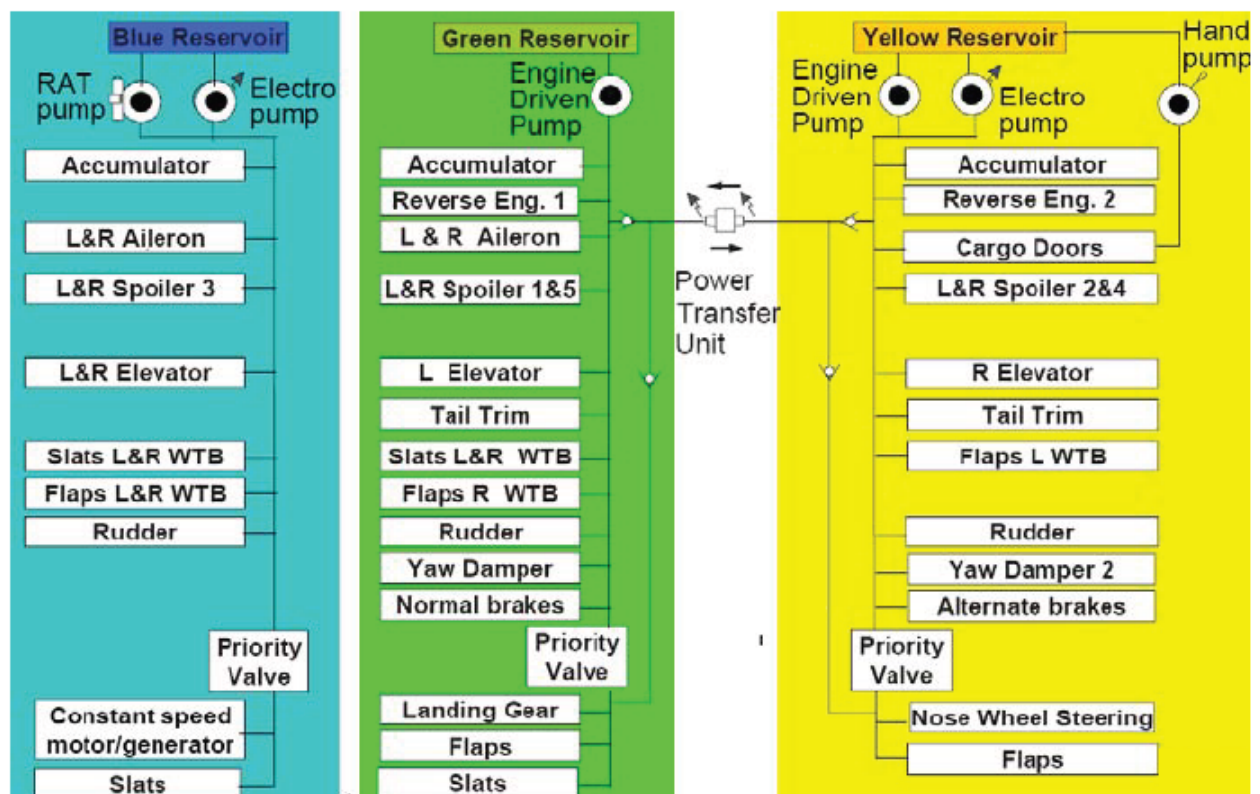 Blue Reservoir
RAT
pump
Electro
pump
Accumulator
L&R Aileron
L&R Spoiler 3
L&R Elevator
Slats L&R WTB
Flaps L&R WTB
Rudder
Priority
Valve
Constant speed
motor/generator
Slats
Green Reservoir
Engine
Driven
Pump
Accumulator
Reverse Eng. 1
L & R Aileron
L&R Spoiler 1&5
L Elevator
Tail Trim
Slats L&R WTB
Flaps R WTB
Rudder
Yaw Damper
Normal brakes
Priority
Valve
Landing Gear
Flaps
Slats
Power
Transfer
Unit
Yellow Reservoir
Hand
pump
Engine
Driven
Pump
Electro
pump
Accumulator
Reverse Eng. 2
Cargo Doors
L&R Spoiler 2&4
R Elevator
Tail Trim
Flaps L WTB
Rudder
Yaw Damper 2
Alternate brakes
Priority
Valve
Nose Wheel Steering
Flaps